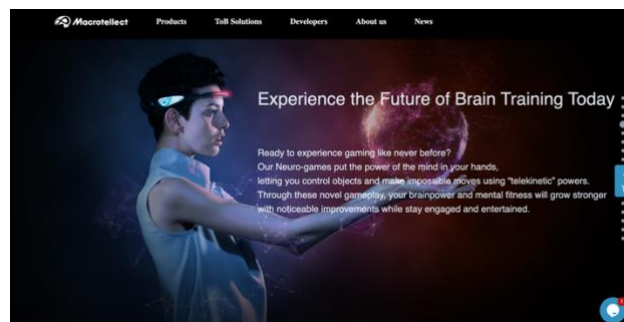 Macrotellect Products ToB Solutions Developers About us News
Experience the Future of Brain Training Today
Ready to experience gaming like never before?
Our Neuro-games put the power of the mind in your hands,
letting you control objects and make impossible moves using "telekinetic" powers.
Through these novel gameplay, your brainpower and mental fitness will grow stronger
with noticeable improvements while stay engaged and entertained.
1